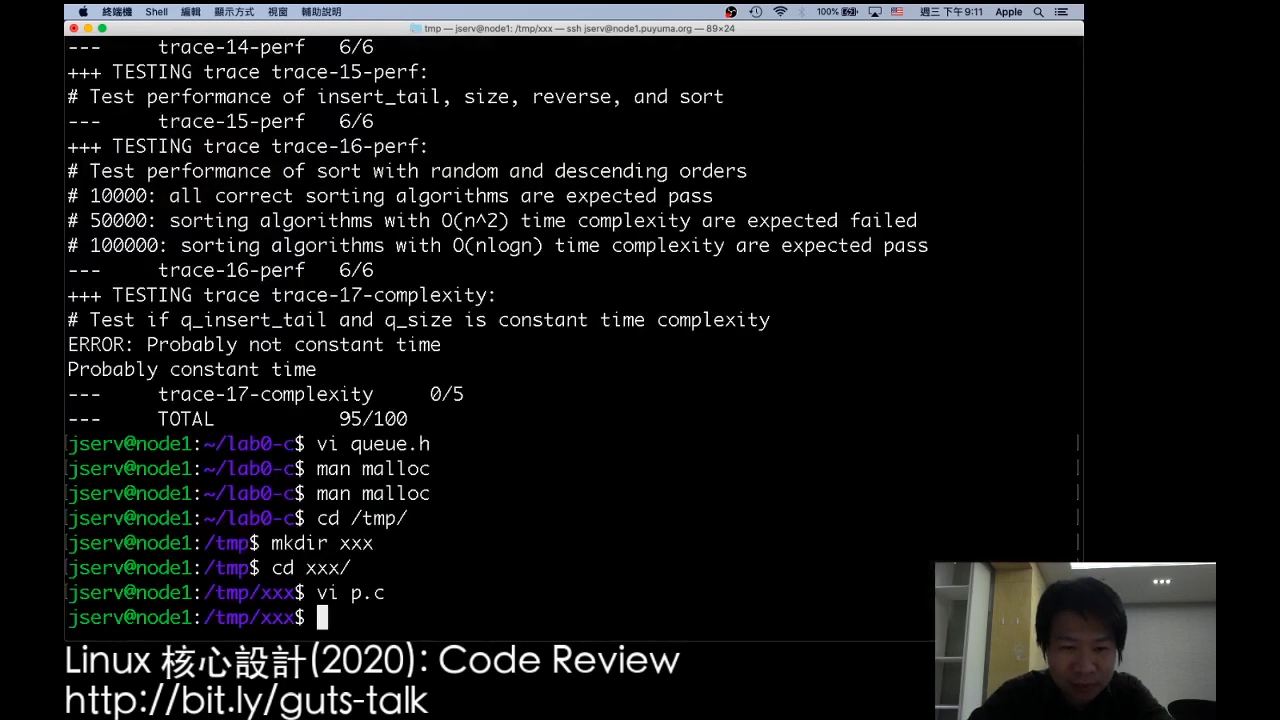 終端機 Shell 編輯 顯示方式 視窗 輔助說明 100% 週三 下午9:11 Apple
tmp — jserv@node1: /tmp/xxx — ssh jserv@node1.puyuma.org — 89×24
--- trace-14-perf 6/6
+++ TESTING trace trace-15-perf:
# Test performance of insert_tail, size, reverse, and sort
--- trace-15-perf 6/6
+++ TESTING trace trace-16-perf:
# Test performance of sort with random and descending orders
# 10000: all correct sorting algorithms are expected pass
# 50000: sorting algorithms with O(n^2) time complexity are expected failed
# 100000: sorting algorithms with O(nlogn) time complexity are expected pass
--- trace-16-perf 6/6
+++ TESTING trace trace-17-complexity:
# Test if q_insert_tail and q_size is constant time complexity
ERROR: Probably not constant time
Probably constant time
--- trace-17-complexity 0/5
--- TOTAL 95/100
jserv@node1:~/lab0-c$ vi queue.h
jserv@node1:~/lab0-c$ man malloc
jserv@node1:~/lab0-c$ man malloc
jserv@node1:~/lab0-c$ cd /tmp/
jserv@node1:/tmp$ mkdir xxx
jserv@node1:/tmp$ cd xxx/
jserv@node1:/tmp/xxx$ vi p.c
jserv@node1:/tmp/xxx$
Linux 核心設計(2020): Code Review
http://bit.ly/guts-talk